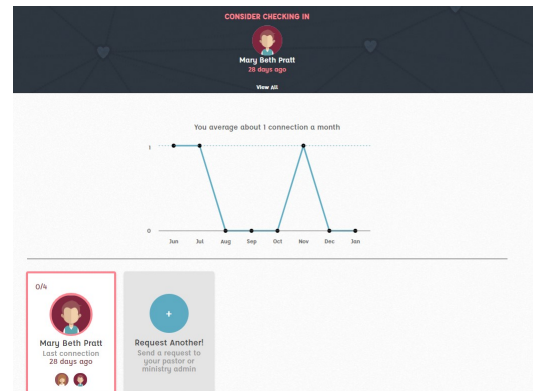 CONSIDER CHECKING IN
Mary Beth Pratt
28 days ago
View All
You average about 1 connection a month
1
0
Jun Jul Aug Sep Oct Nov Dec Jan
0/4
Mary Beth Pratt
Last connection
28 days ago
+
Request Another!
Send a request to
your pastor or
ministry admin